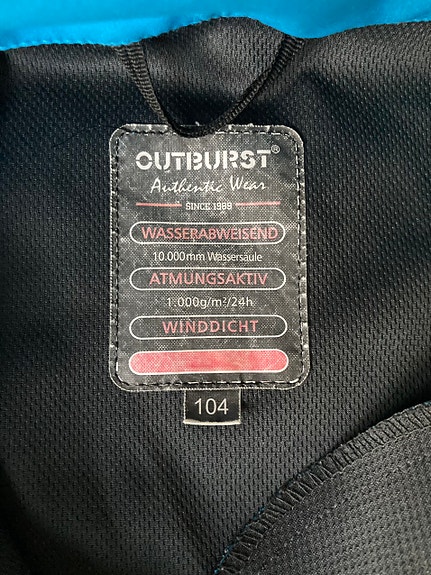 OUTBURST®
Authentic Wear
SINCE 1989
WASSERABWEISEND
10.000mm Wassersäule
ATMUNGSAKTIV
1.000g/m²/24h
WINDDICHT
104